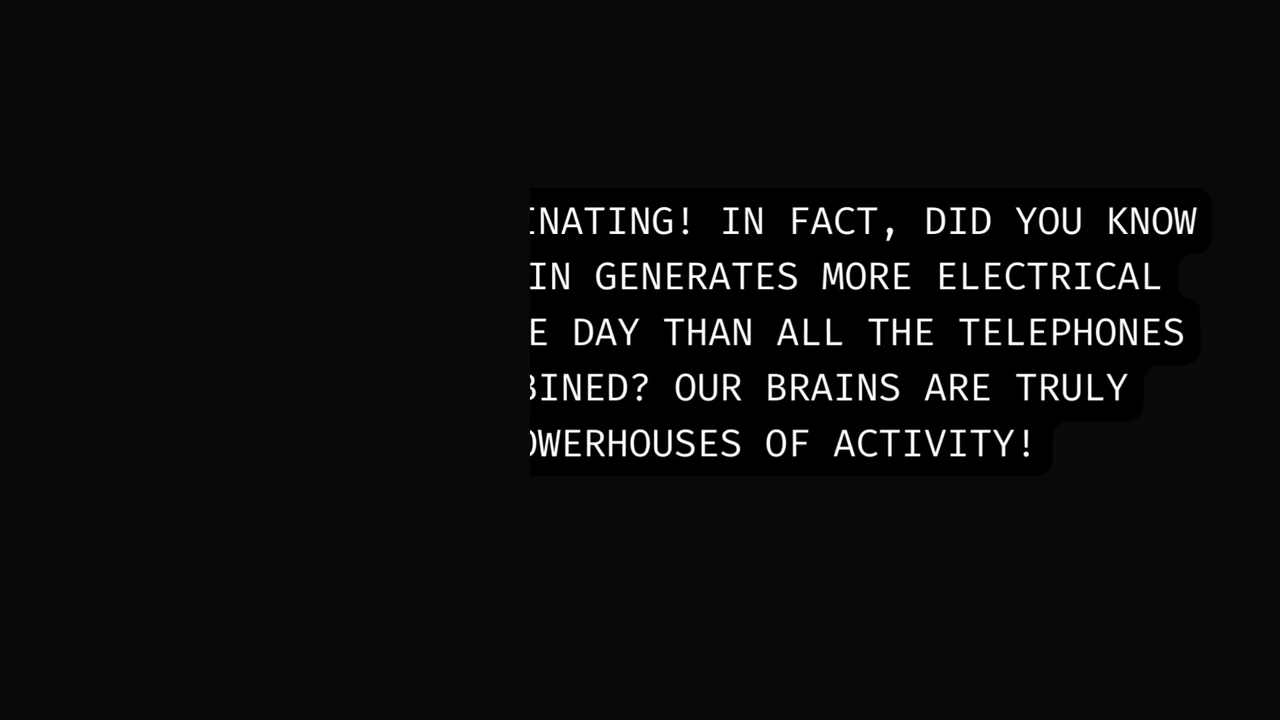 INATING! IN FACT, DID YOU KNOW
IN GENERATES MORE ELECTRICAL
E DAY THAN ALL THE TELEPHONES
BINED? OUR BRAINS ARE TRULY
OWERHOUSES OF ACTIVITY!